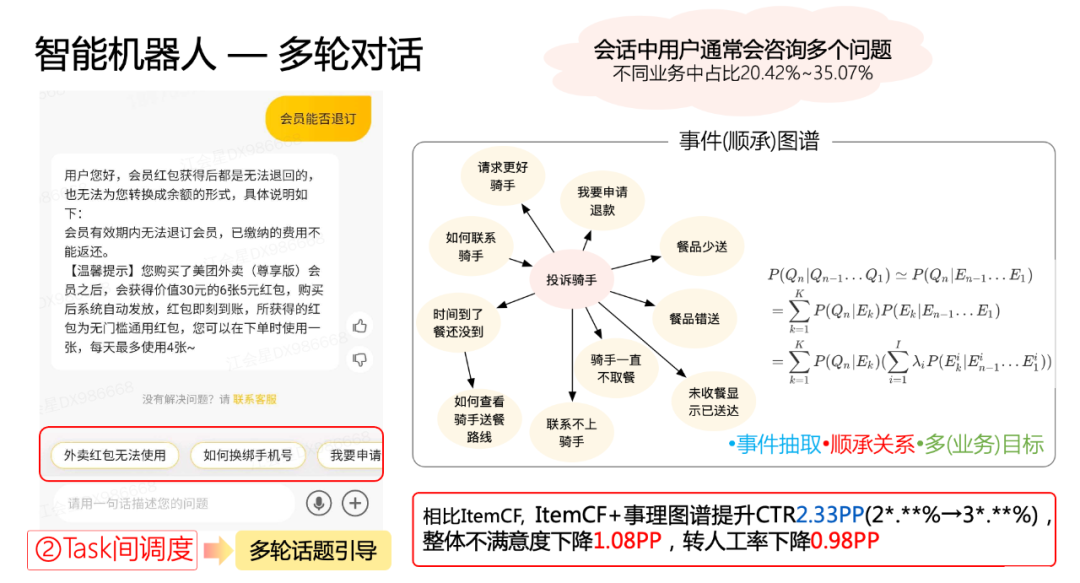 智能机器人 — 多轮对话
会话中用户通常会咨询多个问题
不同业务中占比20.42%~35.07%
会员能否退订
用户您好，会员红包获得后都是无法退回的，
也无法为您转换成余额的形式，具体说明如
下：
会员有效期内无法退订会员，已缴纳的费用不
能返还。
【温馨提示】您购买了美团外卖（尊享版）会
员之后，会获得价值30元的6张5元红包，购买
后系统自动发放，红包即刻到账，所获得的红
包为无门槛通用红包，您可以在下单时使用一
张，每天最多使用4张~
没有解决问题？请 联系客服
外卖红包无法使用
如何换绑手机号
我要申请
请用一句话描述您的问题
②Task间调度
多轮话题引导
事件(顺承)图谱
请求更好
骑手
我要申请
退款
如何联系
骑手
餐品少送
投诉骑手
时间到了
餐还没到
餐品错送
骑手一直
不取餐
如何查看
骑手送餐
路线
联系不上
骑手
未收餐显
示已送达
P(Q_n|Q_{n-1}...Q_1) ≃ P(Q_n|E_{n-1}...E_1)
= \sum_{k=1}^{K} P(Q_n|E_k)P(E_k|E_{n-1}...E_1)
= \sum_{k=1}^{K} P(Q_n|E_k)(\sum_{i=1}^{I} λ_i P(E_k^i|E_{n-1}^i...E_1^i))
•事件抽取•顺承关系•多(业务)目标
相比ItemCF, ItemCF+事理图谱提升CTR2.33PP(2*.**%→3*.**%)，
整体不满意度下降1.08PP，转人工率下降0.98PP